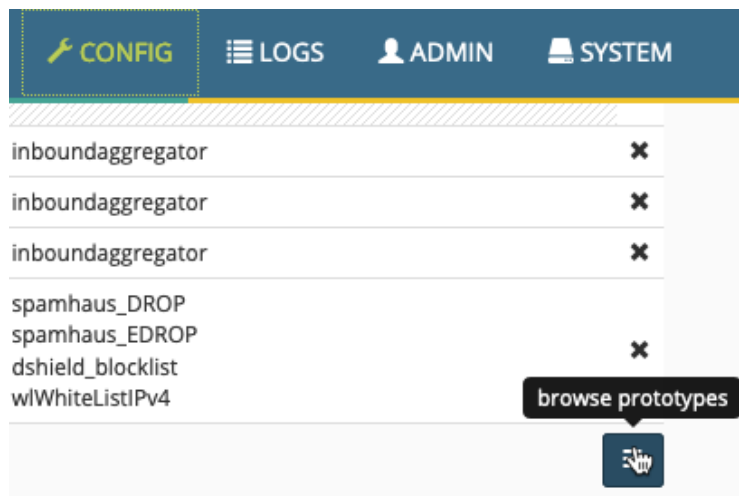 CONFIG LOGS ADMIN SYSTEM
inboundaggregator
inboundaggregator
inboundaggregator
spamhaus_DROP
spamhaus_EDROP
dshield_blocklist
wlWhiteListIPv4
browse prototypes